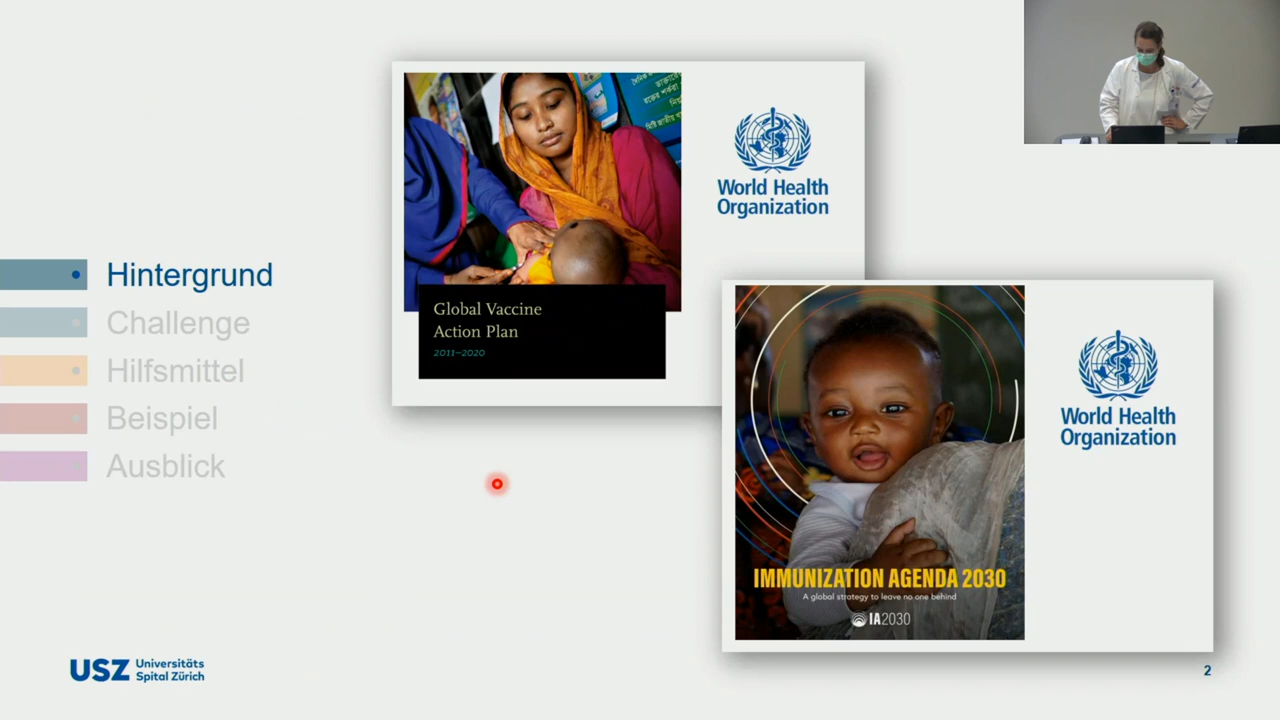 Hintergrund
Challenge
Hilfsmittel
Beispiel
Ausblick
Global Vaccine
Action Plan
2011–2020
World Health
Organization
IMMUNIZATION AGENDA 2030
A global strategy to leave no one behind
IA2030
World Health
Organization
USZ Universitäts
Spital Zürich
2